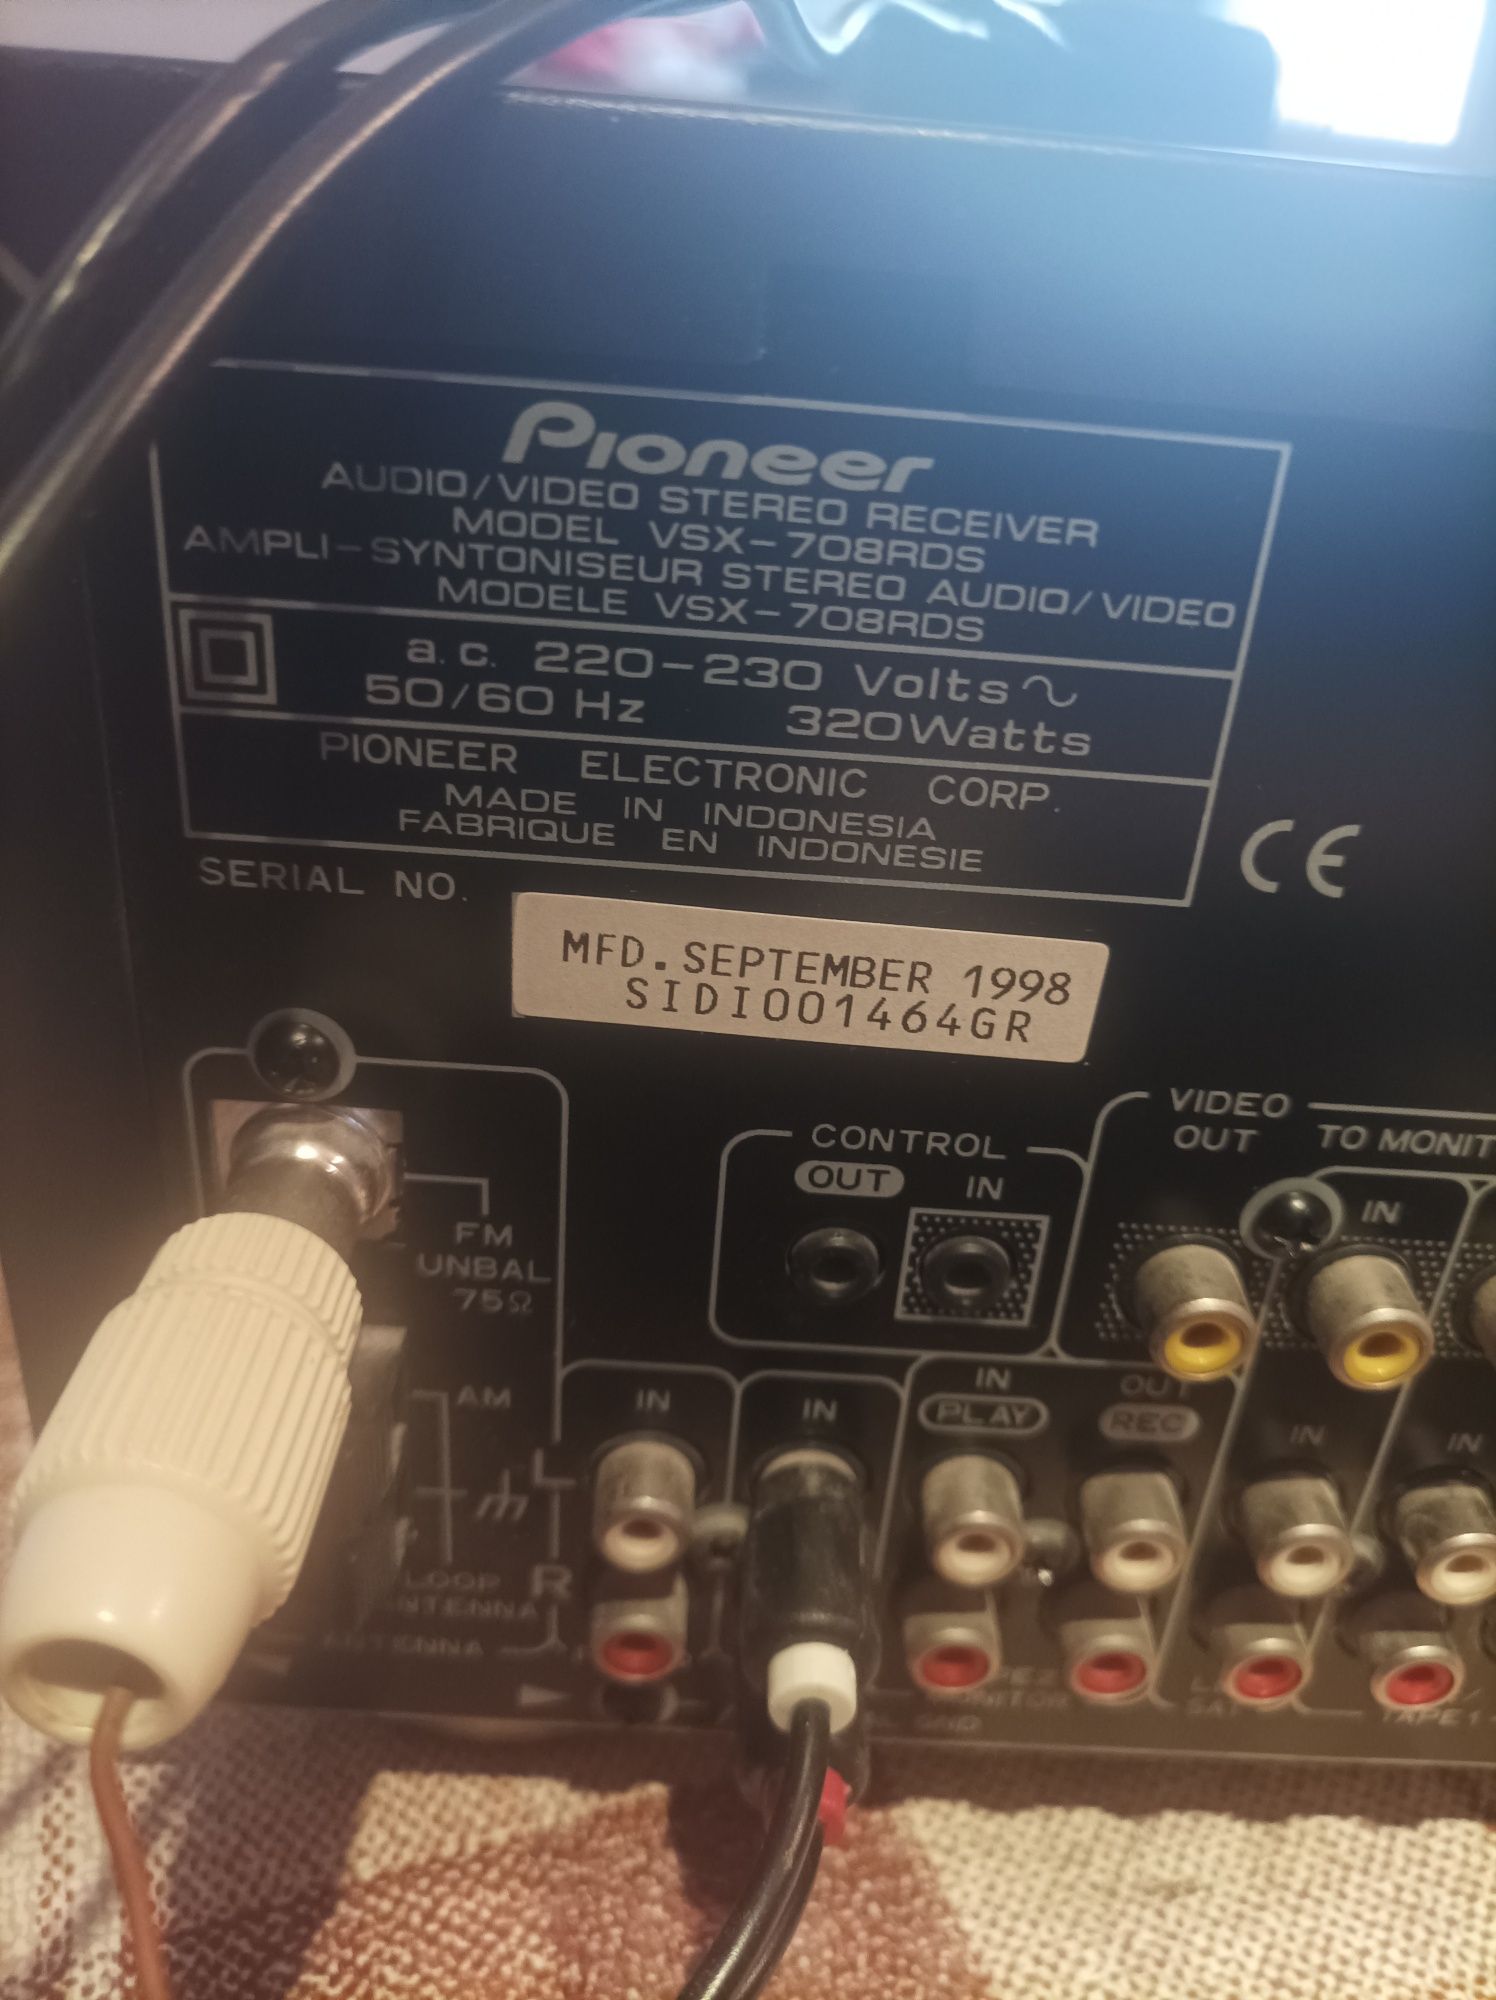 Pioneer
AUDIO/VIDEO STEREO RECEIVER
MODEL VSX-708RDS
AMPLI-SYNTONISEUR STEREO AUDIO/VIDEO
MODELE VSX-708RDS
a.c. 220-230 Volts ~
50/60 Hz 320Watts
PIONEER ELECTRONIC CORP.
MADE IN INDONESIA
FABRIQUE EN INDONESIE
CE
SERIAL NO.
MFD.SEPTEMBER 1998
SIDI001464GR
VIDEO
OUT TO MONIT
CONTROL
OUT IN
IN
FM
UNBAL
75Ω
AM
LOOP
ANTENNA
ANTENNA
L
R
IN
IN
IN
PLAY
OUT
REC
IN
IN
MONITOR
SAT
TAPE1
GND